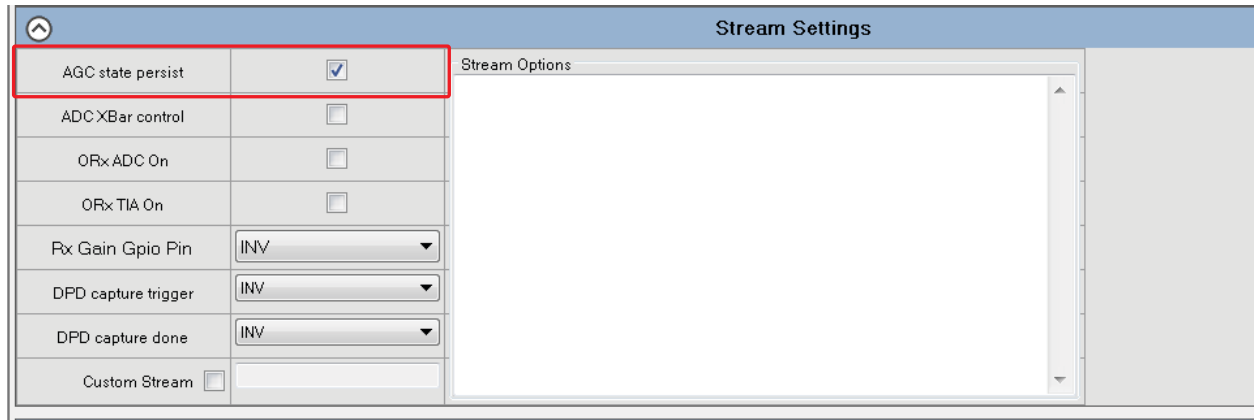 Stream Settings
AGC state persist
Stream Options
ADC XBar control
ORx ADC On
ORx TIA On
Rx Gain Gpio Pin
INV
DPD capture trigger
INV
DPD capture done
INV
Custom Stream